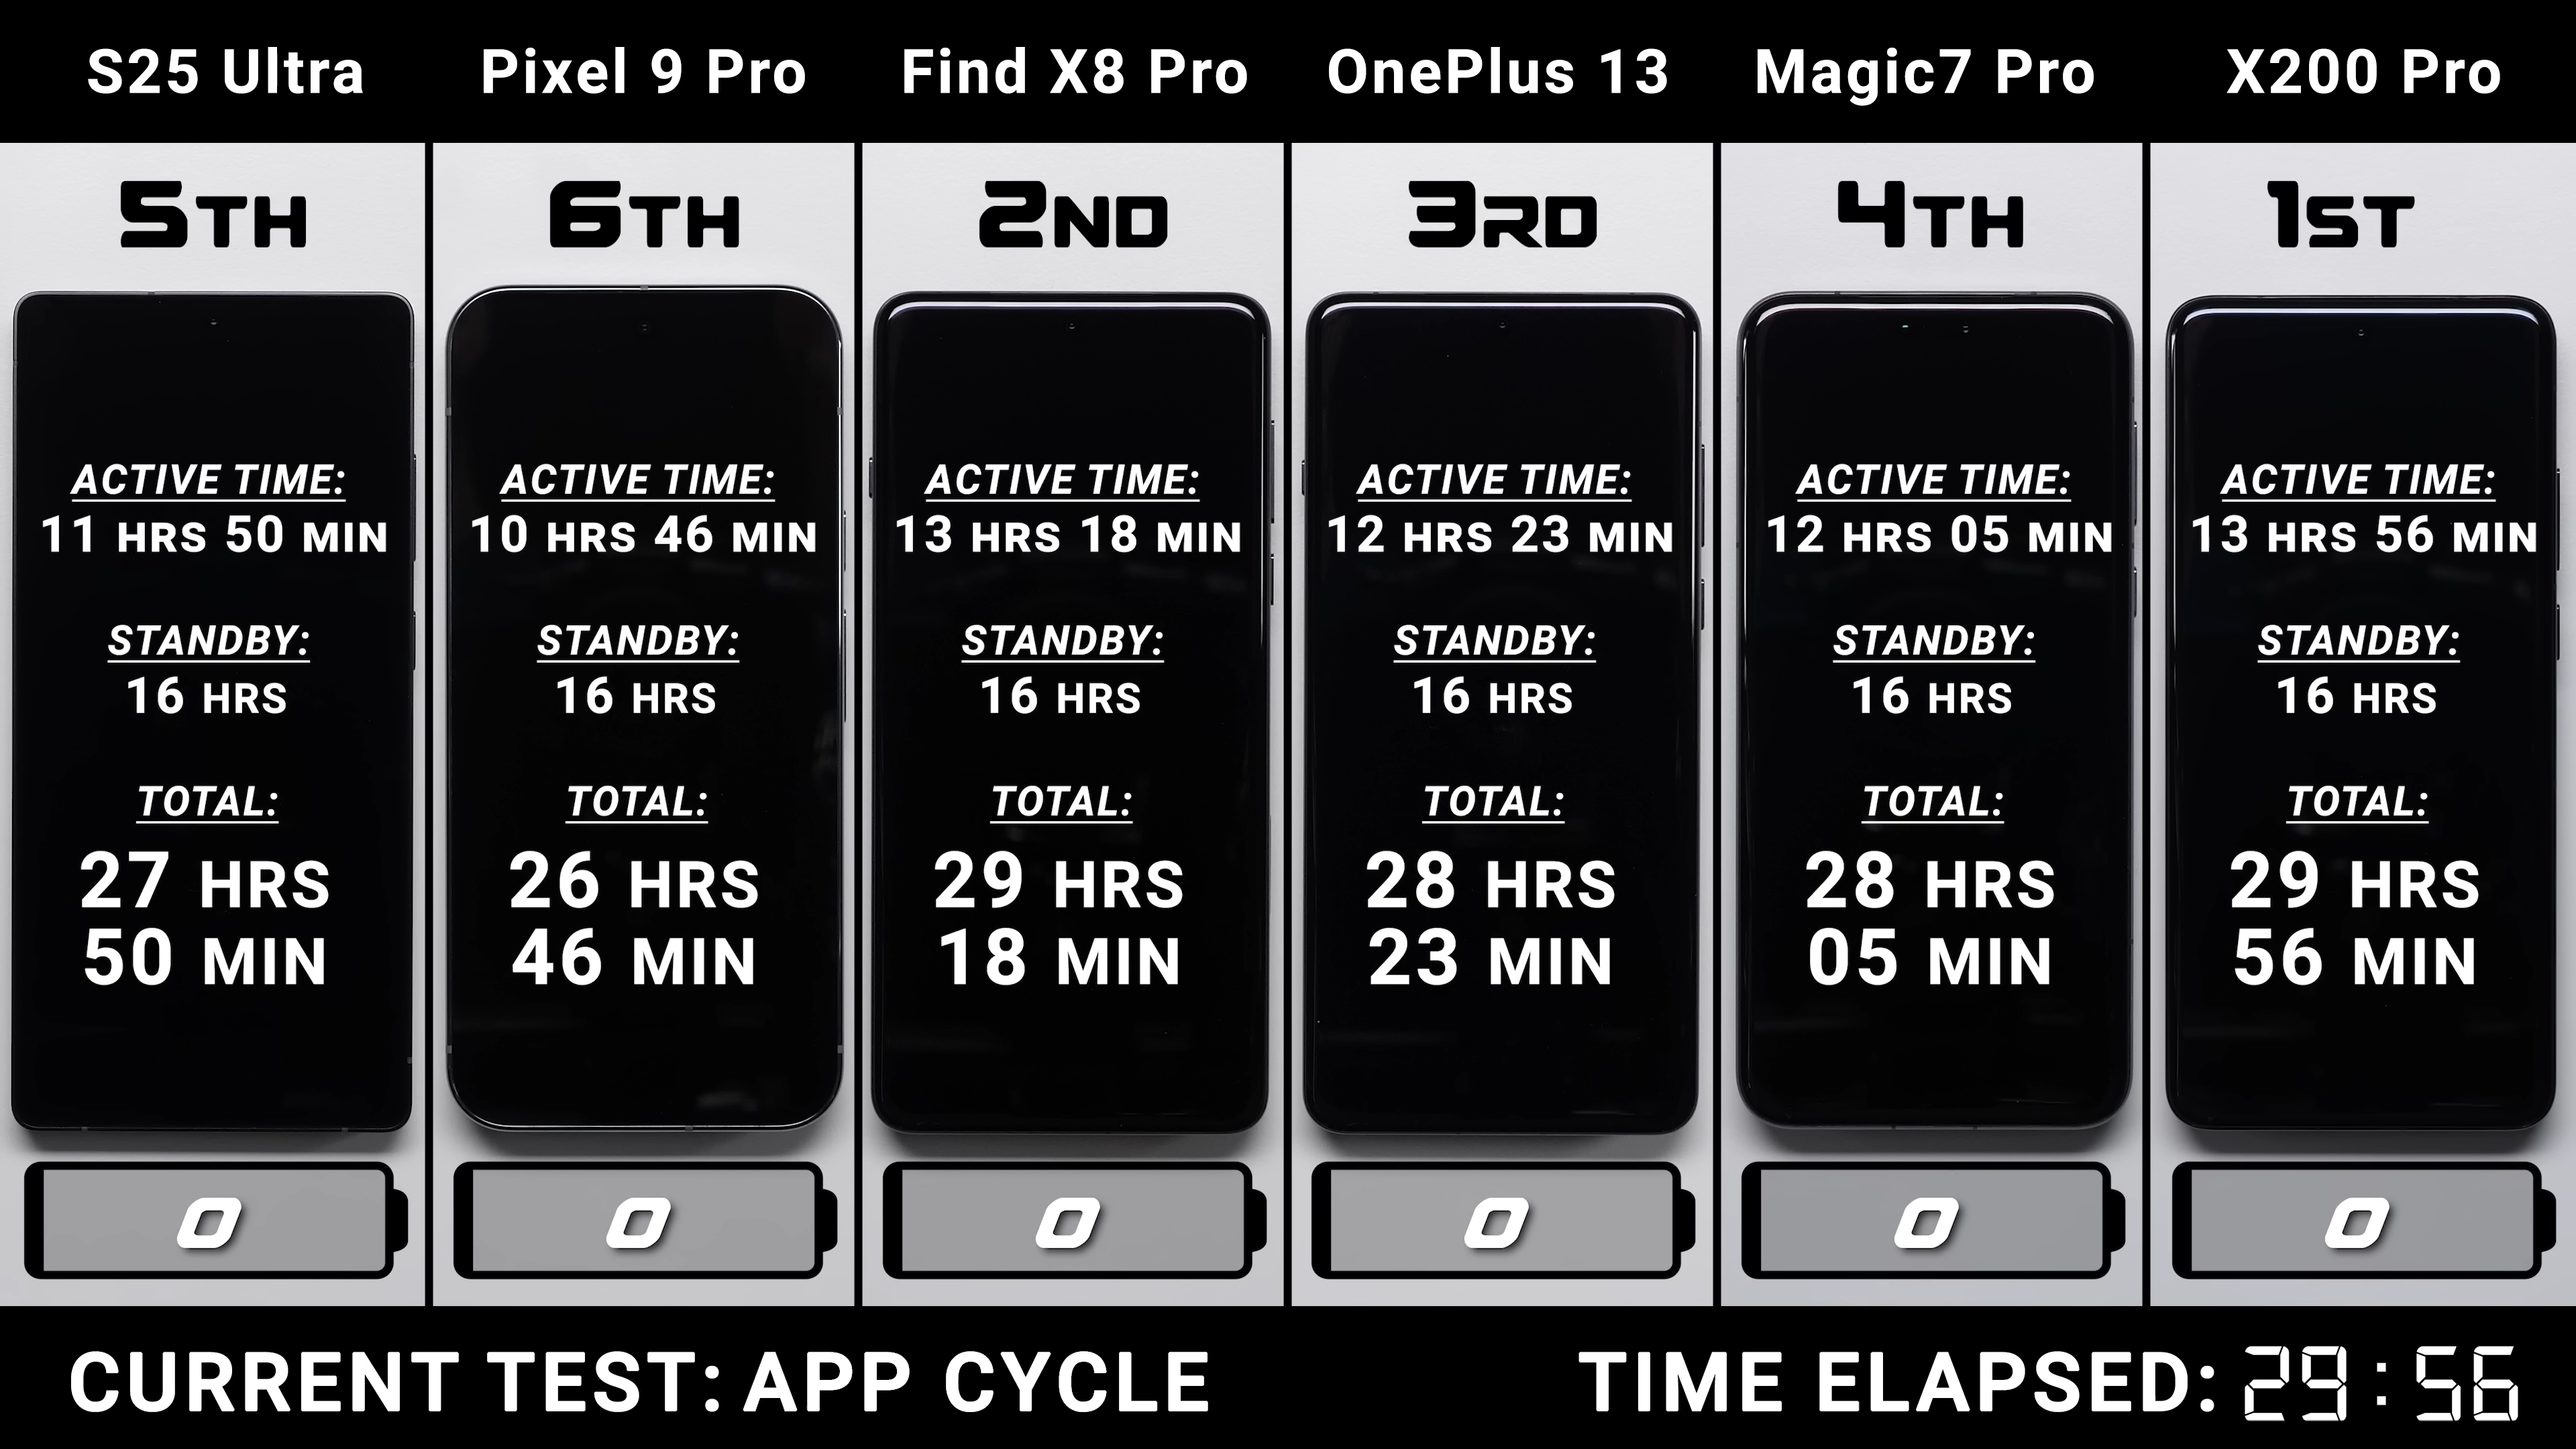 S25 Ultra
Pixel 9 Pro
Find X8 Pro
OnePlus 13
Magic7 Pro
X200 Pro
5TH
6TH
2ND
3RD
4TH
1ST
ACTIVE TIME:
11 HRS 50 MIN
STANDBY:
16 HRS
TOTAL:
27 HRS
50 MIN
0
ACTIVE TIME:
10 HRS 46 MIN
STANDBY:
16 HRS
TOTAL:
26 HRS
46 MIN
0
ACTIVE TIME:
13 HRS 18 MIN
STANDBY:
16 HRS
TOTAL:
29 HRS
18 MIN
0
ACTIVE TIME:
12 HRS 23 MIN
STANDBY:
16 HRS
TOTAL:
28 HRS
23 MIN
0
ACTIVE TIME:
12 HRS 05 MIN
STANDBY:
16 HRS
TOTAL:
28 HRS
05 MIN
0
ACTIVE TIME:
13 HRS 56 MIN
STANDBY:
16 HRS
TOTAL:
29 HRS
56 MIN
0
CURRENT TEST: APP CYCLE
TIME ELAPSED: 29:56